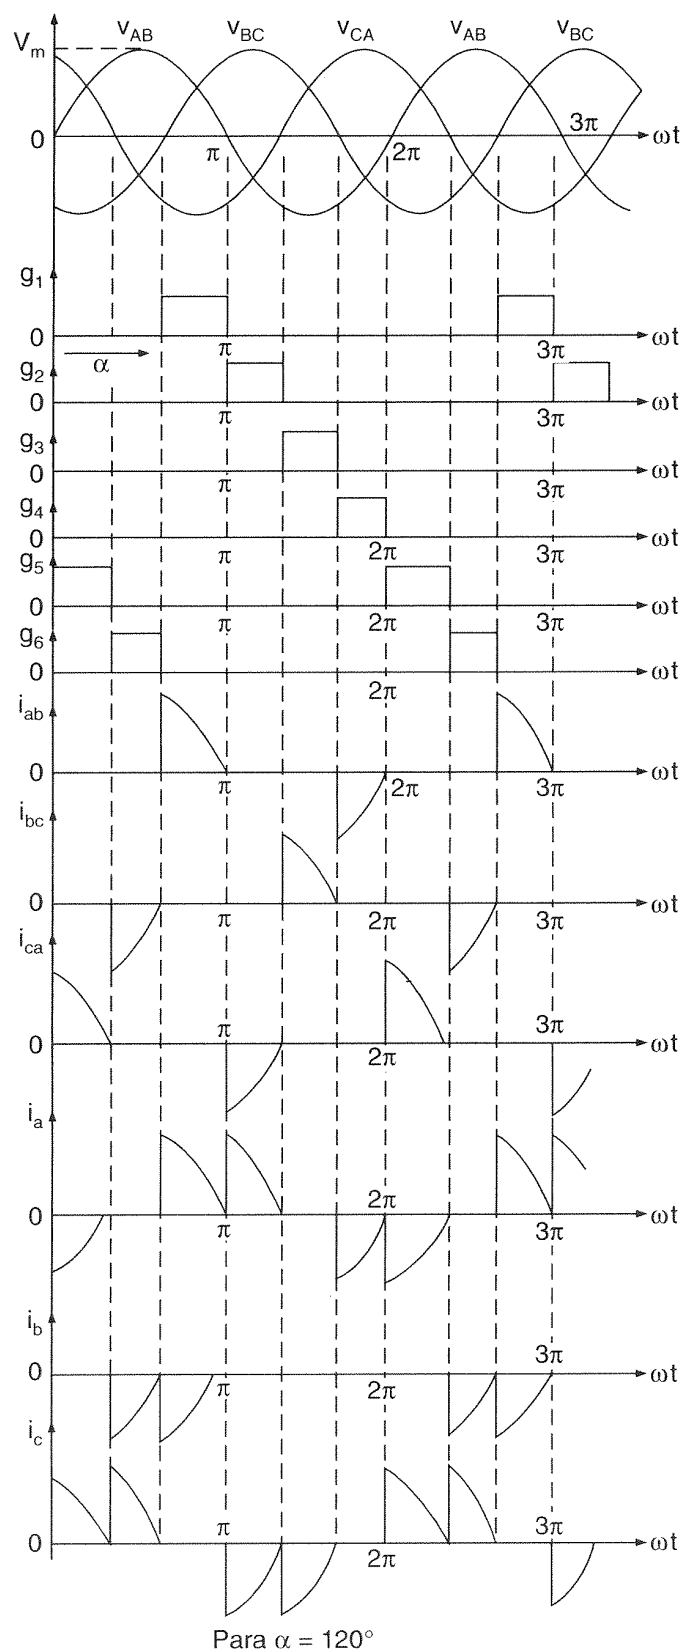 v_AB v_BC v_CA v_AB v_BC
V_m
0 π 2π 3π ωt
g_1
0 π 3π ωt
α
g_2
0 π 3π ωt
g_3
0 π 3π ωt
g_4
0 π 2π 3π ωt
g_5
0 π 2π 3π ωt
g_6
0 2π ωt
i_ab
0 π 2π 3π ωt
i_bc
0 π 2π 3π ωt
i_ca
0 π 2π 3π ωt
i_a
0 π 2π 3π ωt
i_b
0 π 2π 3π ωt
i_c
0 π 2π 3π ωt
Para α = 120°